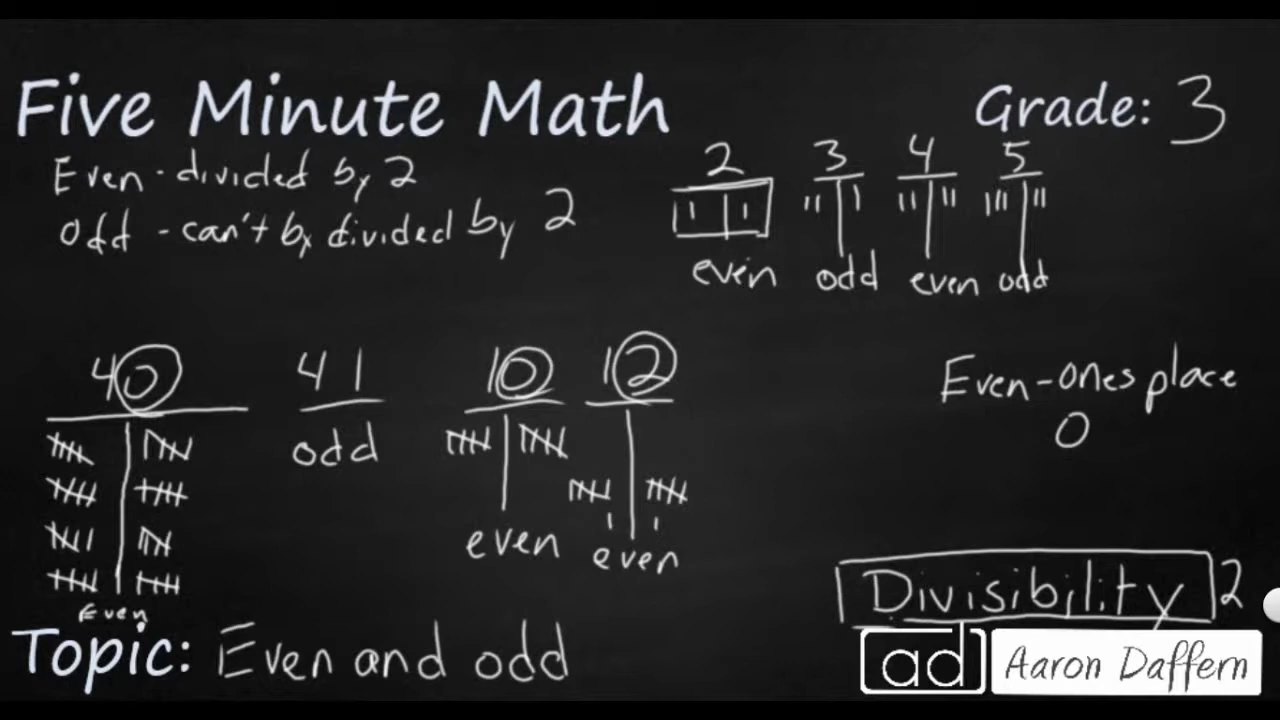 Five Minute Math
Grade: 3
Even - divided by 2
Odd - can't by divided by 2
2 3 4 5
even odd even odd
40 41 10 12
odd
even even
Even
Even - ones place
0
Divisibility 2
Topic: Even and odd
ad Aaron Daffern